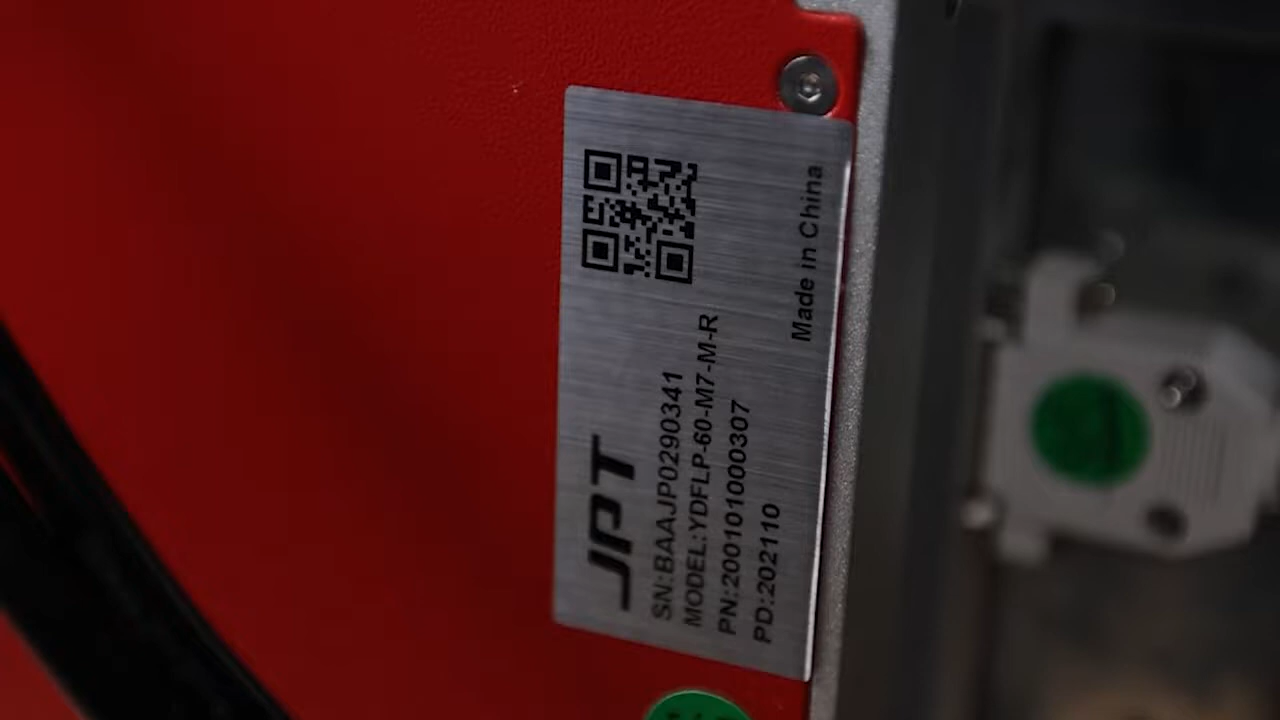 JPT
SN:BAAJP0290341
MODEL:YDFLP-60-M7-M-R
PN:200101000307
PD:202110
Made in China